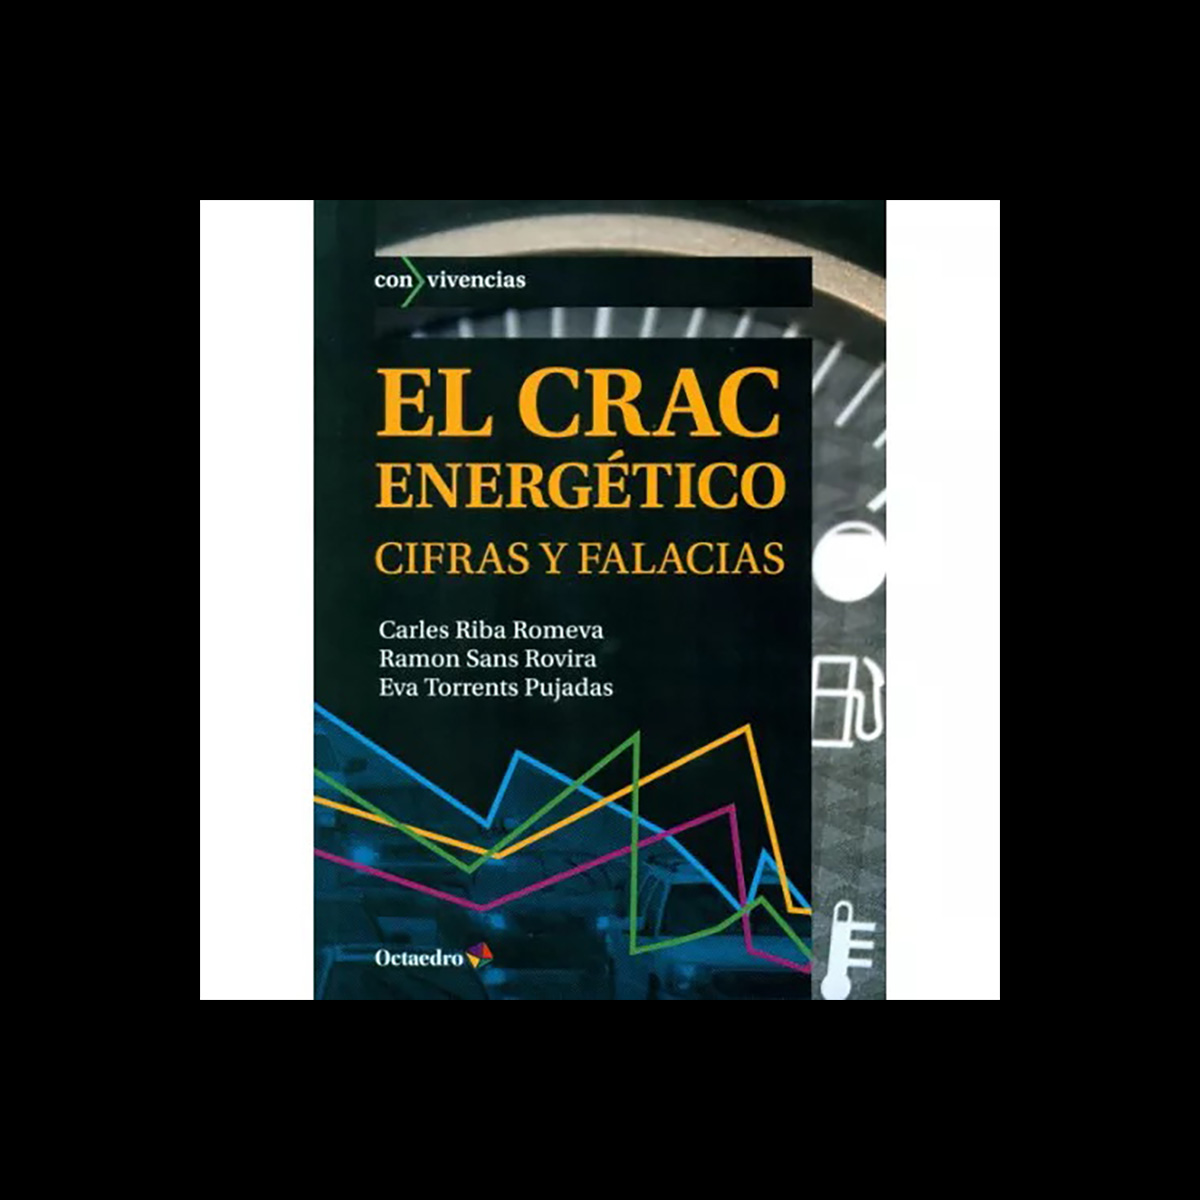 con vivencias
EL CRAC
ENERGÉTICO
CIFRAS Y FALACIAS
Carles Riba Romeva
Ramon Sans Rovira
Eva Torrents Pujadas
Octaedro